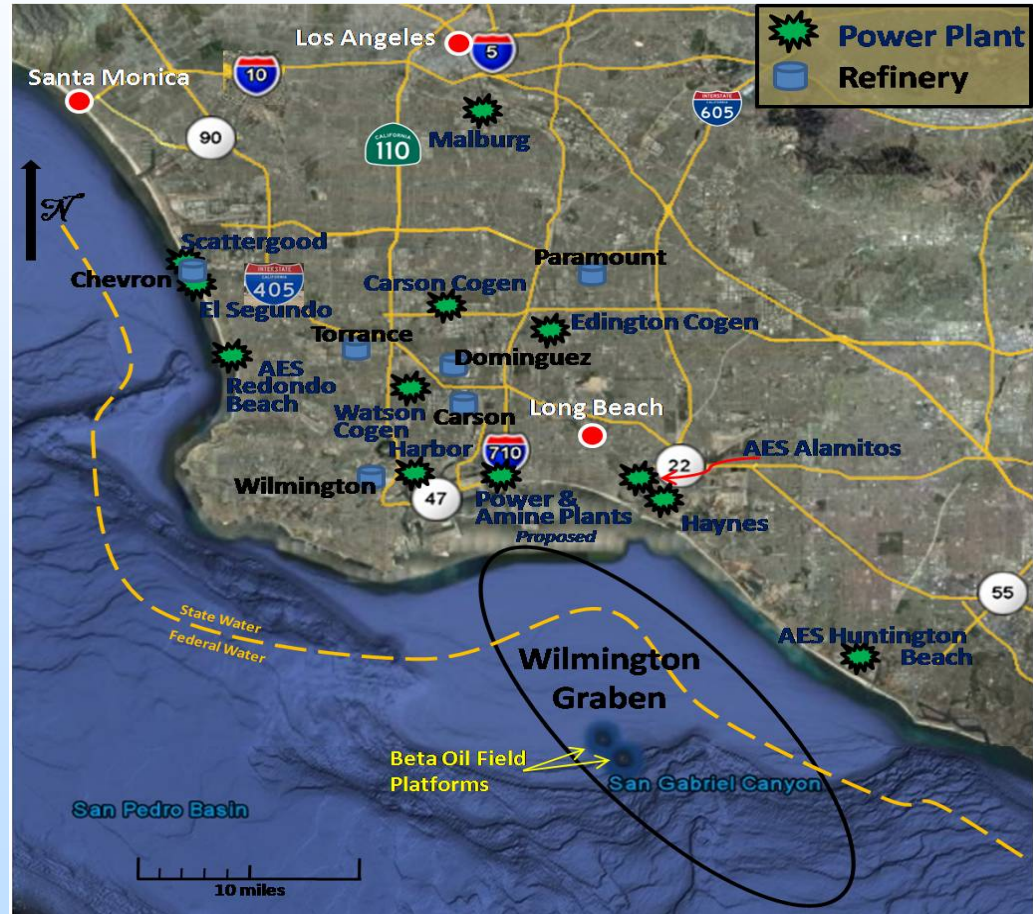 Power Plant
Refinery
Los Angeles
5
10
Santa Monica
INTERSTATE
605
90
CALIFORNIA
110
Malburg
N
Scattergood
Chevron
El Segundo
INTERSTATE
405
Carson Cogen
Paramount
Edington Cogen
Torrance
Dominguez
AES
Redondo
Beach
Watson
Cogen
Carson
Long Beach
Harbor
710
22
AES Alamitos
Wilmington
47
Power &
Amine Plants
Proposed
Haynes
55
AES Huntington
Beach
State Water
Federal Water
Wilmington
Graben
Beta Oil Field
Platforms
San Gabriel Canyon
San Pedro Basin
10 miles